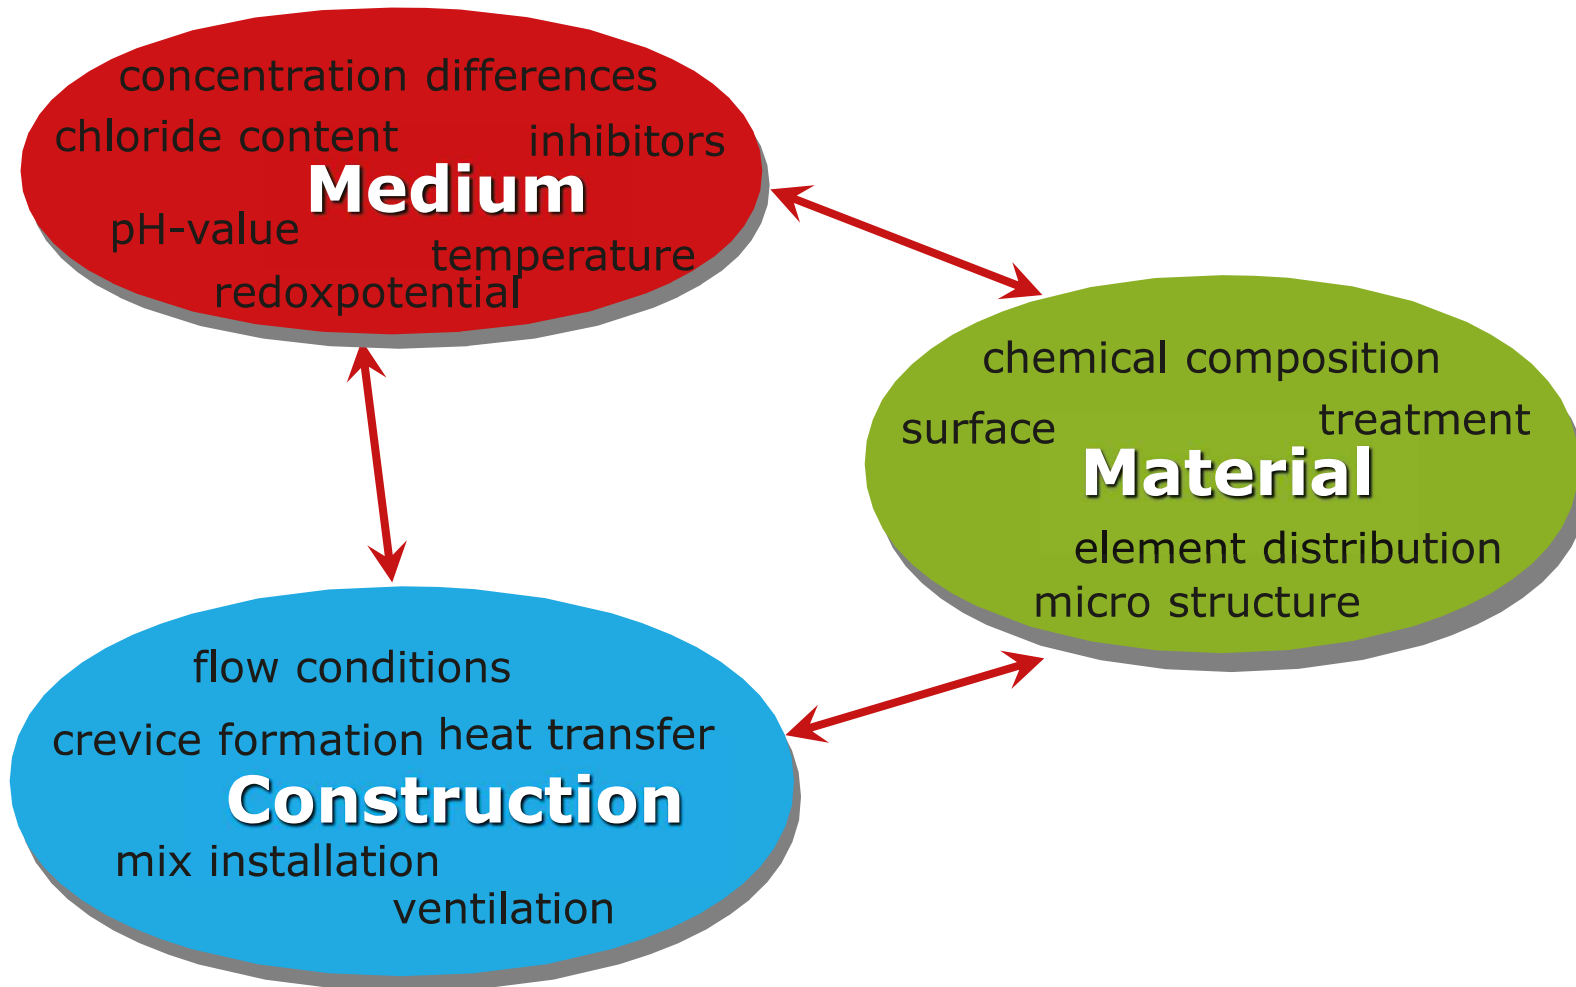 concentration differences
chloride content
inhibitors
Medium
pH-value
temperature
redoxpotential
chemical composition
treatment
surface
Material
element distribution
micro structure
flow conditions
crevice formation
heat transfer
Construction
mix installation
ventilation